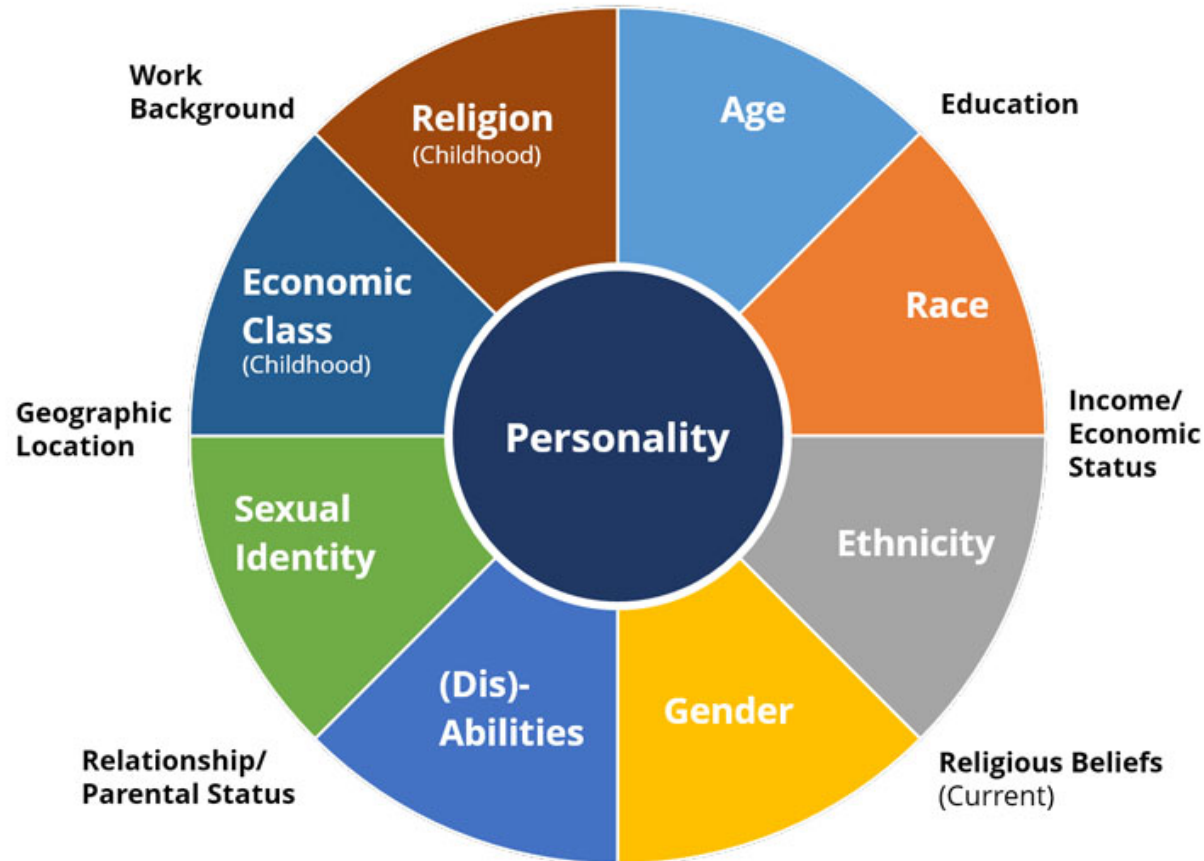 Work
Background
Religion
(Childhood)
Age
Education
Economic
Class
(Childhood)
Race
Geographic
Location
Personality
Income/
Economic
Status
Sexual
Identity
Ethnicity
(Dis)-
Abilities
Gender
Relationship/
Parental Status
Religious Beliefs
(Current)